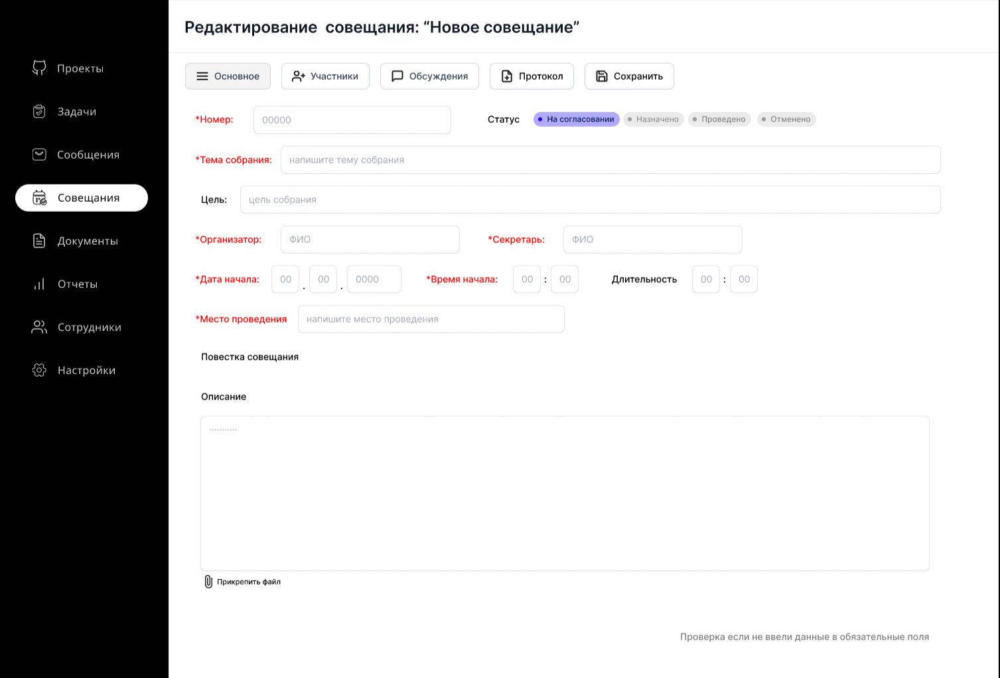 Редактирование совещания: “Новое совещание”
Проекты
Задачи
Сообщения
Совещания
Документы
Отчеты
Сотрудники
Настройки
Основное Участники Обсуждения Протокол Сохранить
*Номер: 00000 Статус На согласовании Назначено Проведено Отменено
*Тема собрания: напишите тему собрания
Цель: цель собрания
*Организатор: ФИО *Секретарь: ФИО
*Дата начала: 00 . 00 . 0000 *Время начала: 00 : 00 Длительность 00 : 00
*Место проведения напишите место проведения
Повестка совещания
Описание
...........
Прикрепить файл
Проверка если не ввели данные в обязательные поля